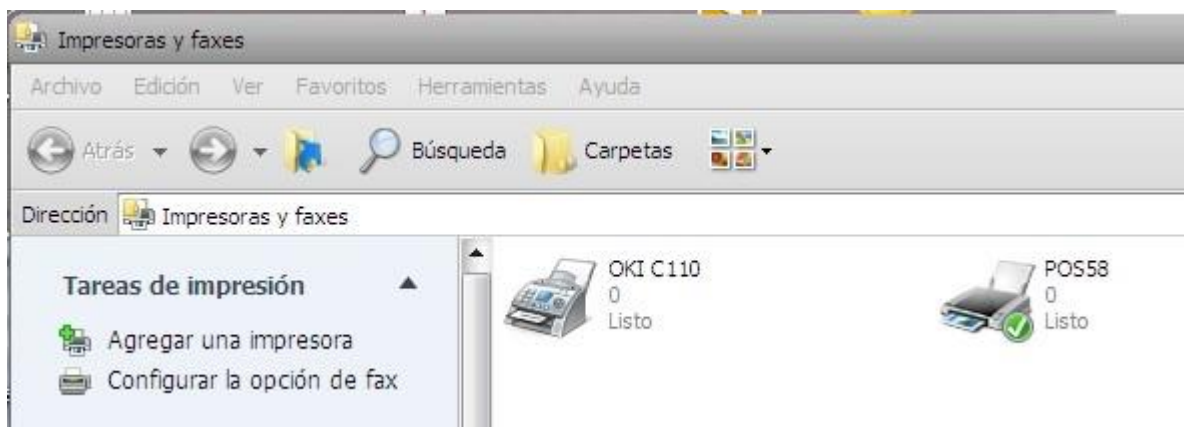 Impresoras y faxes
Archivo Edición Ver Favoritos Herramientas Ayuda
Atrás Búsqueda Carpetas
Dirección Impresoras y faxes
Tareas de impresión
Agregar una impresora
Configurar la opción de fax
OKI C110
0
Listo
POS58
0
Listo